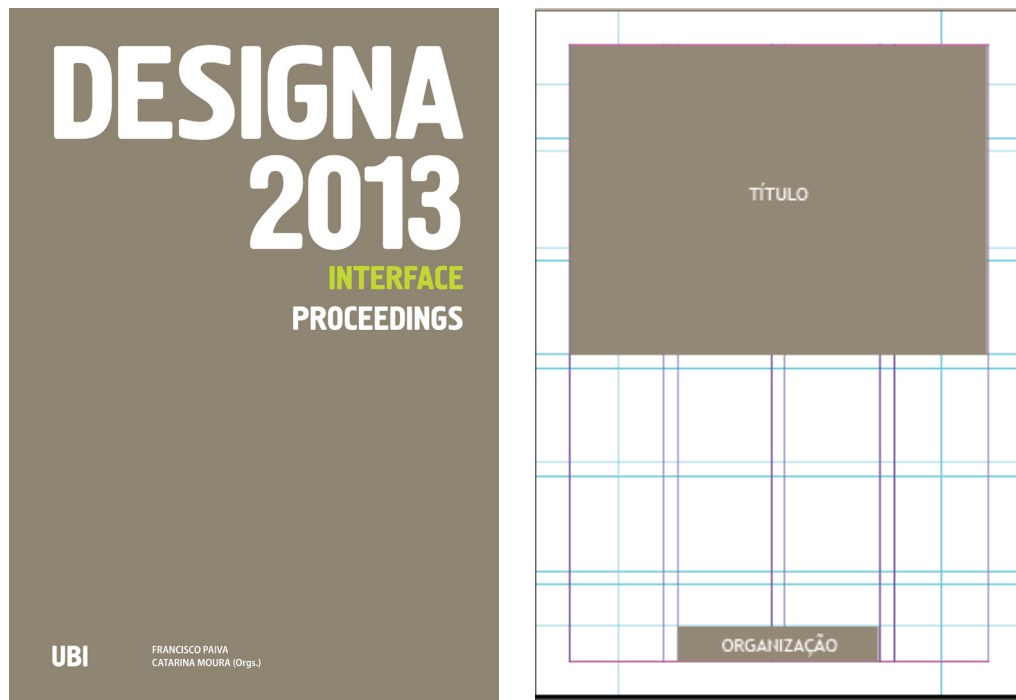 DESIGNA
2013
INTERFACE
PROCEEDINGS
UBI
FRANCISCO PAIVA
CATARINA MOURA (Orgs.)
TÍTULO
ORGANIZAÇÃO